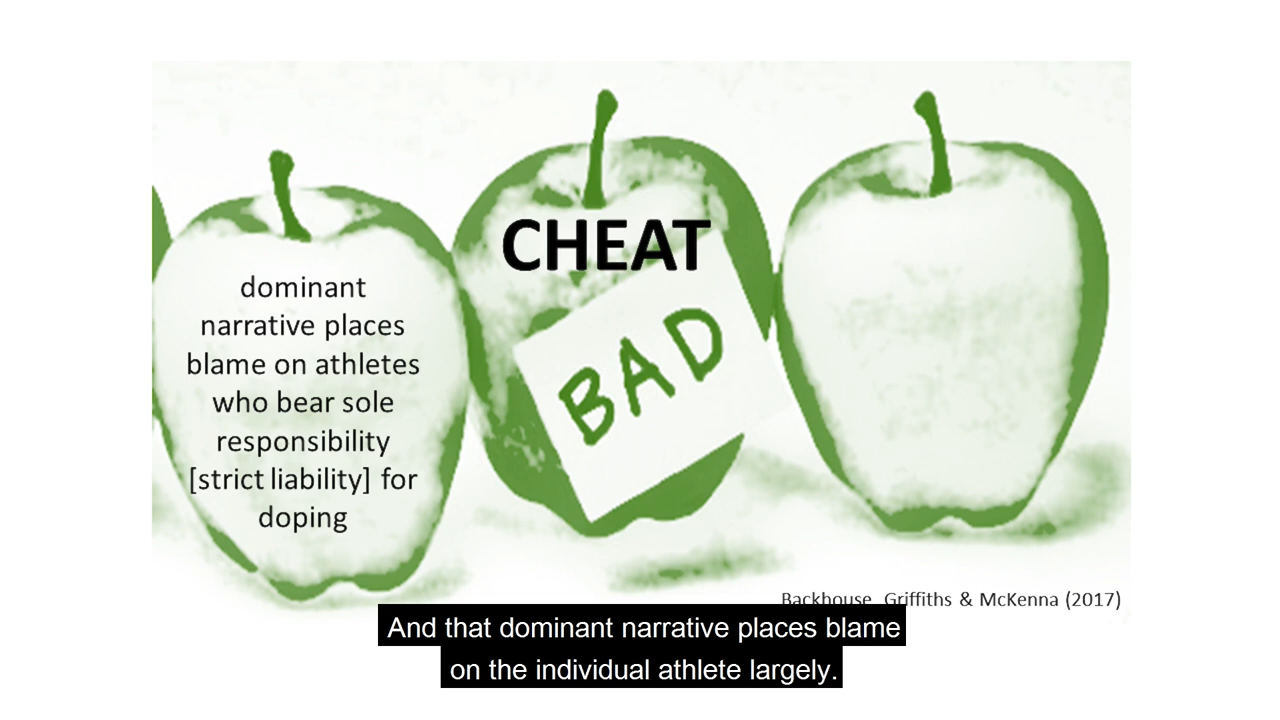 dominant
narrative places
blame on athletes
who bear sole
responsibility
[strict liability] for
doping
CHEAT
BAD
Backhouse, Griffiths & McKenna (2017)
And that dominant narrative places blame
on the individual athlete largely.